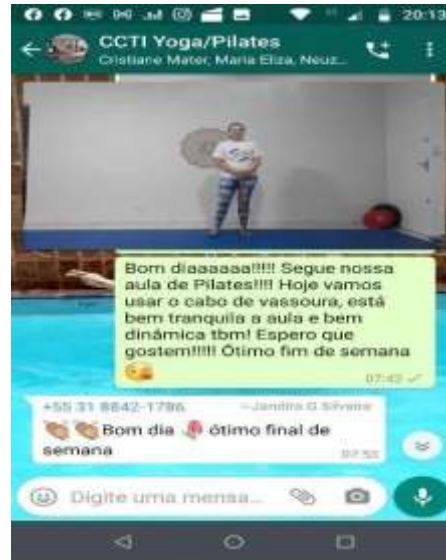 20:13
CCTI Yoga/Pilates
Cristiane Mater, Maria Eliza, Neuz...
Bom diaaaaaa!!!!! Segue nossa
aula de Pilates!!!! Hoje vamos
usar o cabo de vassoura, está
bem tranquila a aula e bem
dinâmica tbm! Espero que
gostem!!!!! Ótimo fim de semana
😘
07:42
+55 31 8842-1786 ~Jandira G Silveira
👏🏼👏🏼Bom dia 🌷 ótimo final de
semana
07:53
Digite uma mensa...